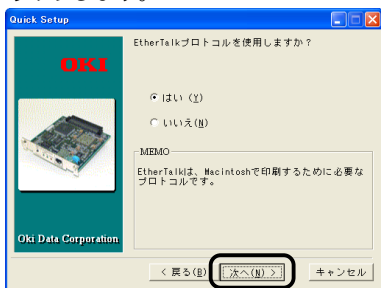 Quick Setup
EtherTalkプロトコルを使用しますか？
OKI
はい (Y)
いいえ(N)
MEMO
EtherTalkは、Macintoshで印刷するために必要な
プロトコルです。
Oki Data Corporation
< 戻る(B)
次へ(N) >
キャンセル